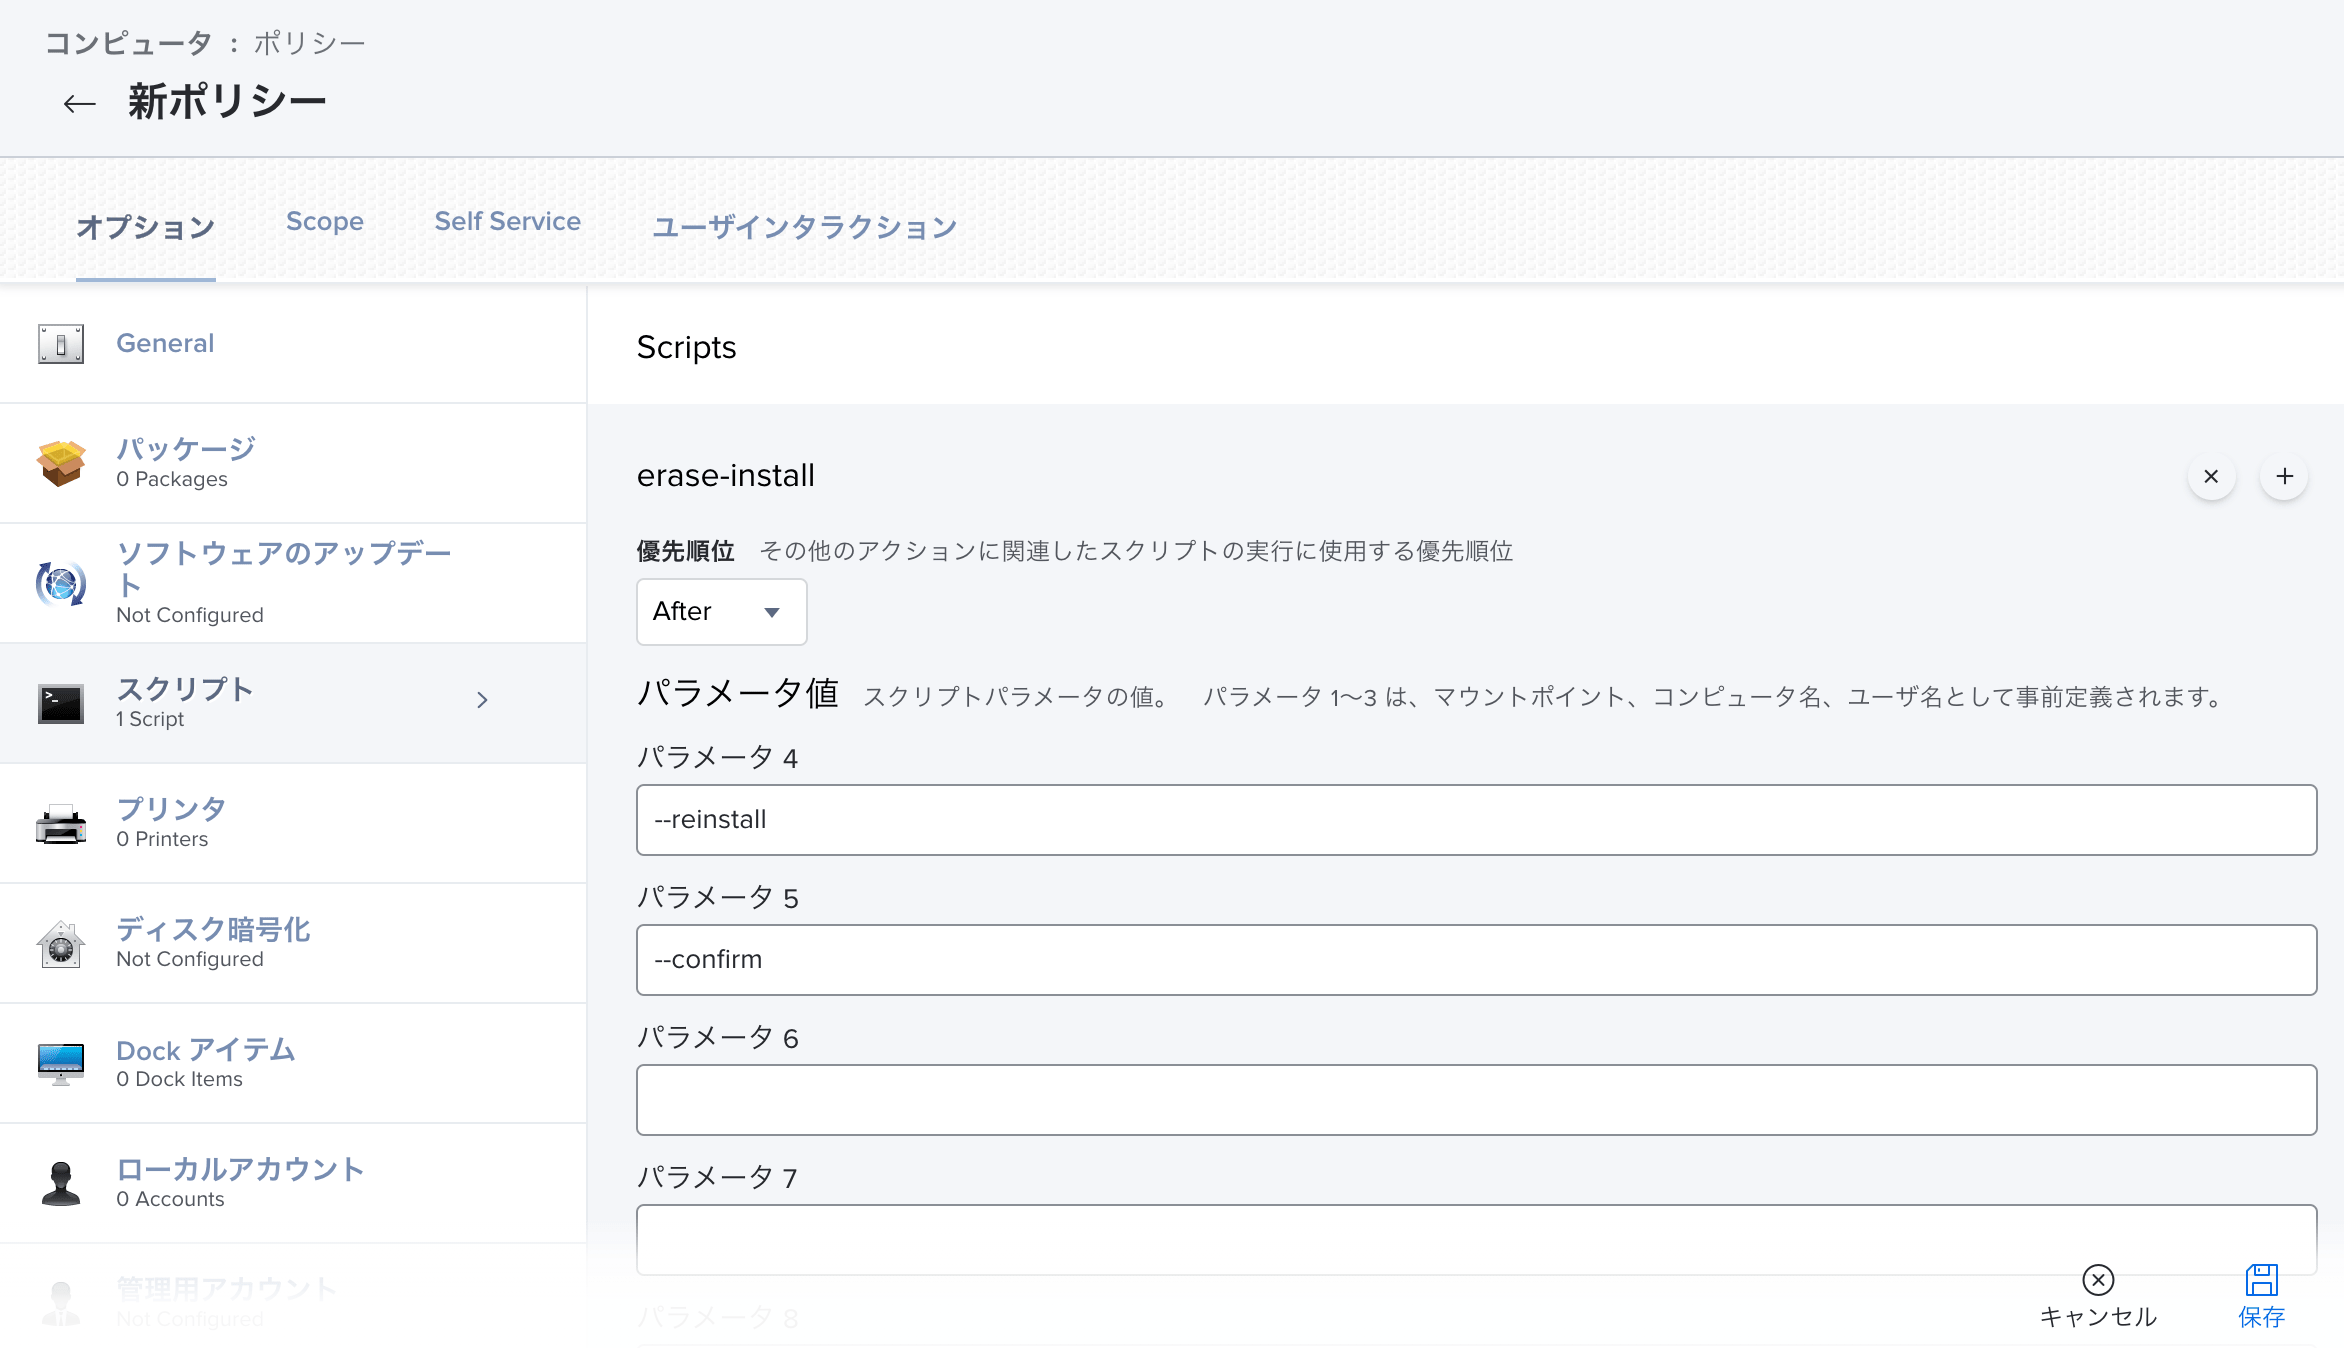 コンピュータ : ポリシー
← 新ポリシー
オプション Scope Self Service ユーザインタラクション
General
パッケージ
0 Packages
ソフトウェアのアップデー
ト
Not Configured
スクリプト
1 Script
プリンタ
0 Printers
ディスク暗号化
Not Configured
Dock アイテム
0 Dock Items
ローカルアカウント
0 Accounts
管理用アカウント
Not Configured
Scripts
erase-install
優先順位 その他のアクションに関連したスクリプトの実行に使用する優先順位
After
パラメータ値 スクリプトパラメータの値。 パラメータ 1〜3 は、マウントポイント、コンピュータ名、ユーザ名として事前定義されます。
パラメータ 4
--reinstall
パラメータ 5
--confirm
パラメータ 6
パラメータ 7
パラメータ 8
キャンセル 保存